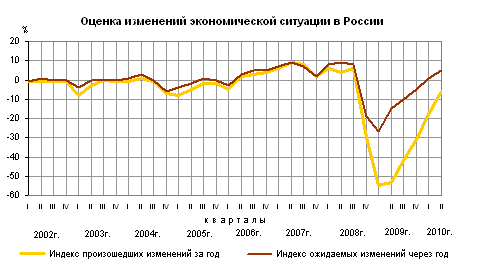 Оценка изменений экономической ситуации в России
%
20
10
0
-10
-20
-30
-40
-50
-60
I II III IV I II III IV I II III IV I II III IV I II III IV I II III IV I II III IV I II III IV I II
кварталы
2002г. 2003г. 2004г. 2005г. 2006г. 2007г. 2008г. 2009г. 2010г.
Индекс произошедших изменений за год Индекс ожидаемых изменений через год